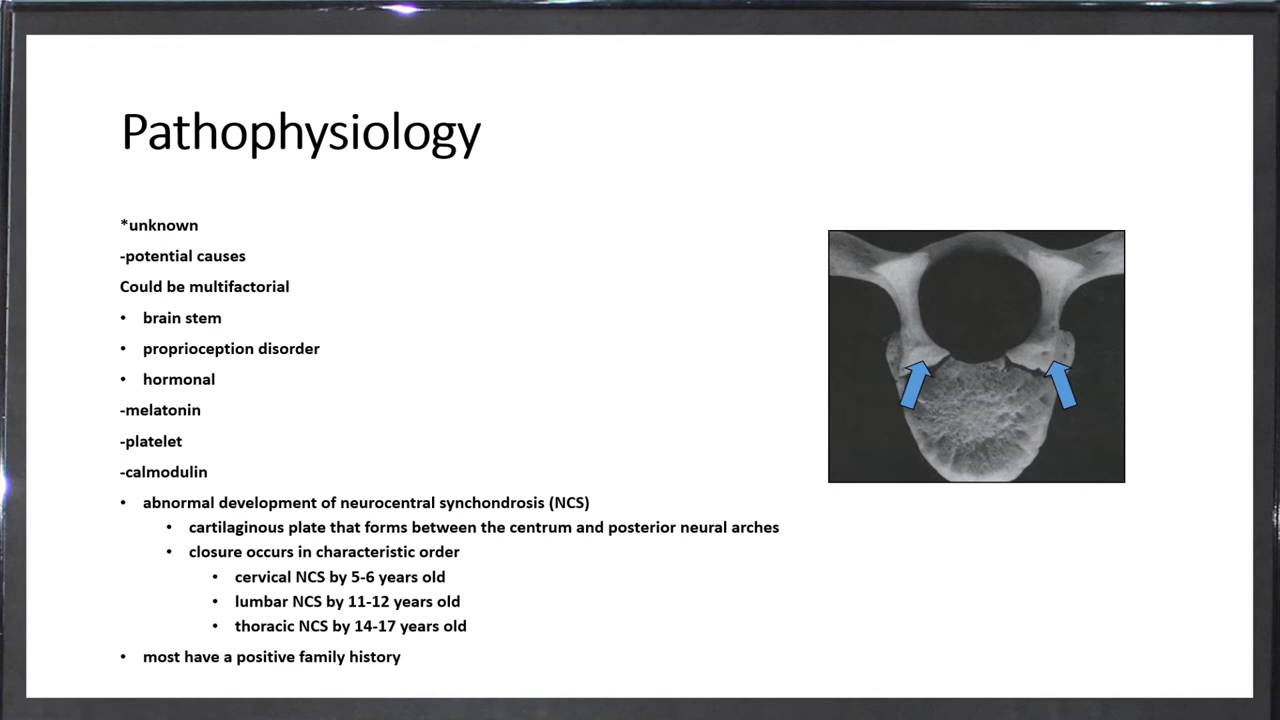 Pathophysiology
*unknown
-potential causes
Could be multifactorial
• brain stem
• proprioception disorder
• hormonal
-melatonin
-platelet
-calmodulin
• abnormal development of neurocentral synchondrosis (NCS)
• cartilaginous plate that forms between the centrum and posterior neural arches
• closure occurs in characteristic order
• cervical NCS by 5-6 years old
• lumbar NCS by 11-12 years old
• thoracic NCS by 14-17 years old
• most have a positive family history